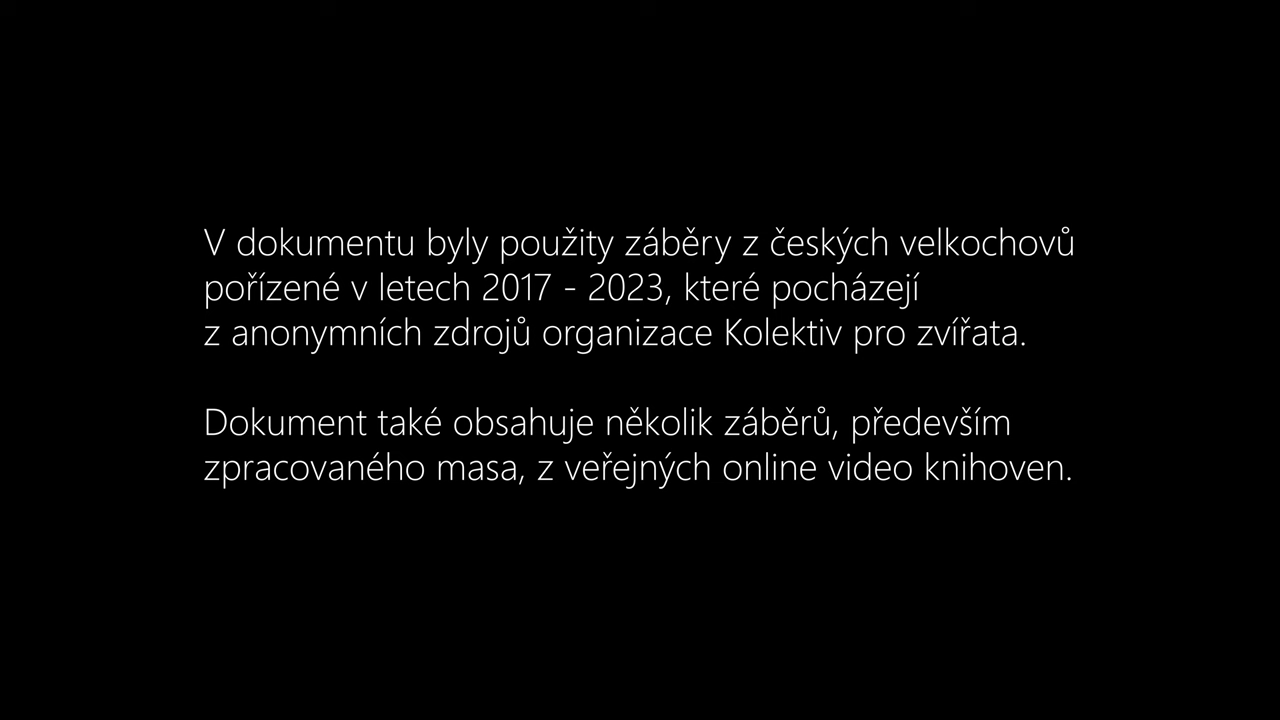 V dokumentu byly použity záběry z českých velkochovů
pořízené v letech 2017 - 2023, které pocházejí
z anonymních zdrojů organizace Kolektiv pro zvířata.
Dokument také obsahuje několik záběrů, především
zpracovaného masa, z veřejných online video knihoven.